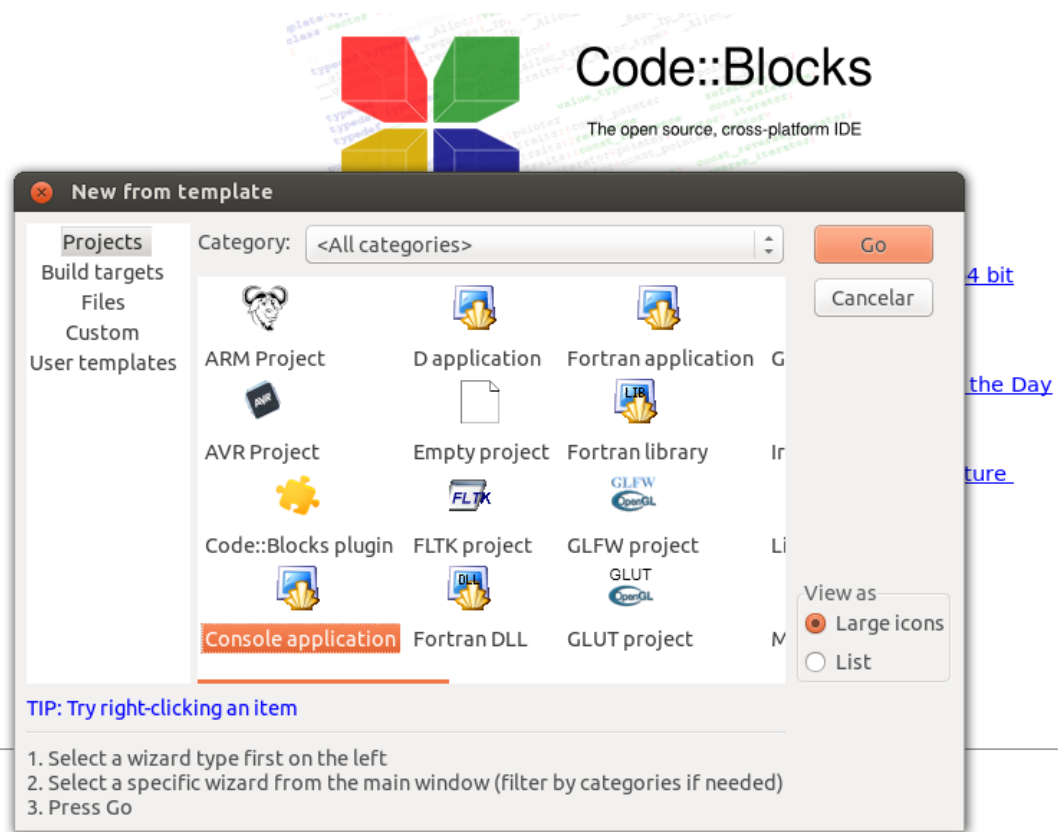 Code::Blocks
The open source, cross-platform IDE
New from template
Projects
Build targets
Files
Custom
User templates
Category: <All categories>
Go
Cancelar
ARM Project
D application
Fortran application
G
AVR
AVR Project
Empty project
LIB
Fortran library
Ir
Code::Blocks plugin
FLTK
FLTK project
GLFW
OpenGL
GLFW project
Li
Console application
DLL
Fortran DLL
GLUT
OpenGL
GLUT project
M
View as
Large icons
List
4 bit
the Day
ture
TIP: Try right-clicking an item
1. Select a wizard type first on the left
2. Select a specific wizard from the main window (filter by categories if needed)
3. Press Go